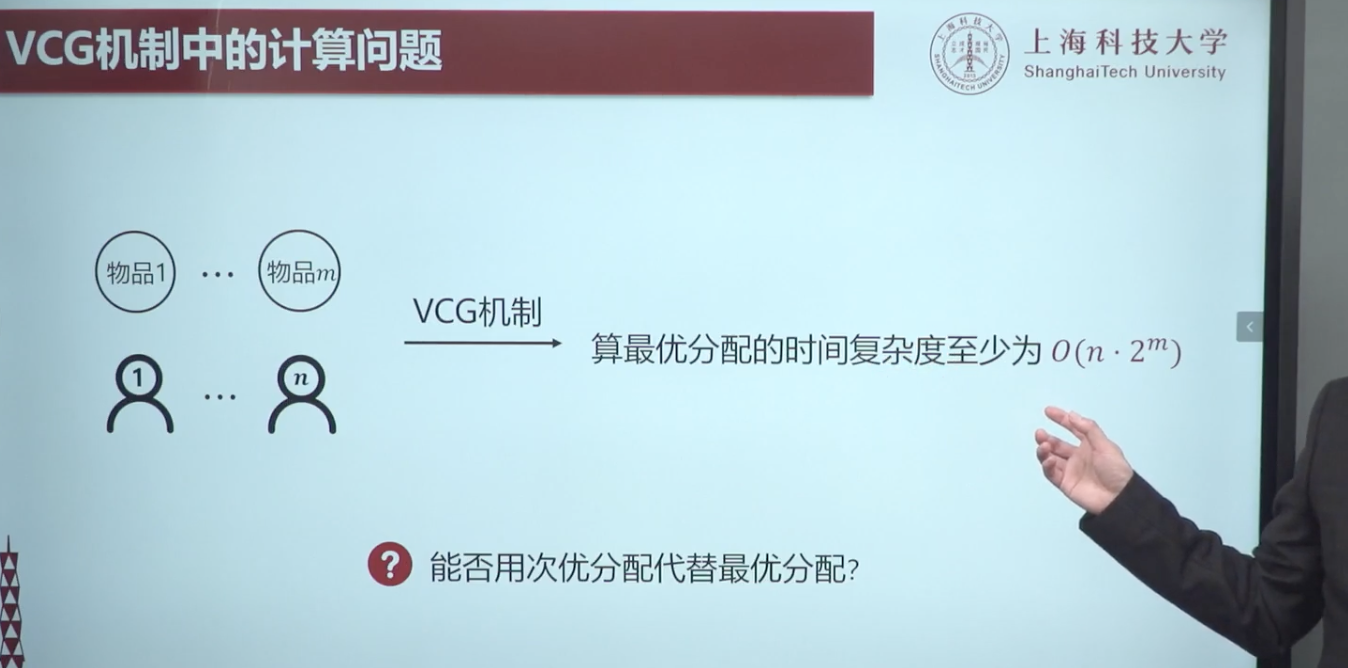 VCG机制中的计算问题
上海科技大学
ShanghaiTech University
物品1 … 物品m
1 … n
VCG机制
算最优分配的时间复杂度至少为 O(n · 2^m)
? 能否用次优分配代替最优分配?